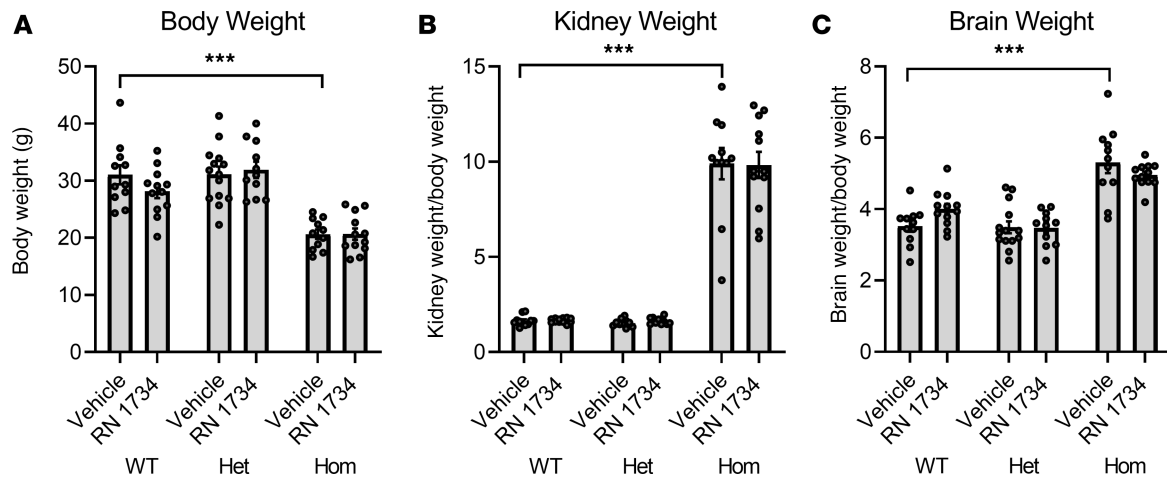 A Body Weight
***
Body weight (g)
50
40
30
20
10
0
Vehicle RN 1734 Vehicle RN 1734 Vehicle RN 1734
WT Het Hom
B Kidney Weight
***
Kidney weight/body weight
15
10
5
0
Vehicle RN 1734 Vehicle RN 1734 Vehicle RN 1734
WT Het Hom
C Brain Weight
***
Brain weight/body weight
8
6
4
2
0
Vehicle RN 1734 Vehicle RN 1734 Vehicle RN 1734
WT Het Hom